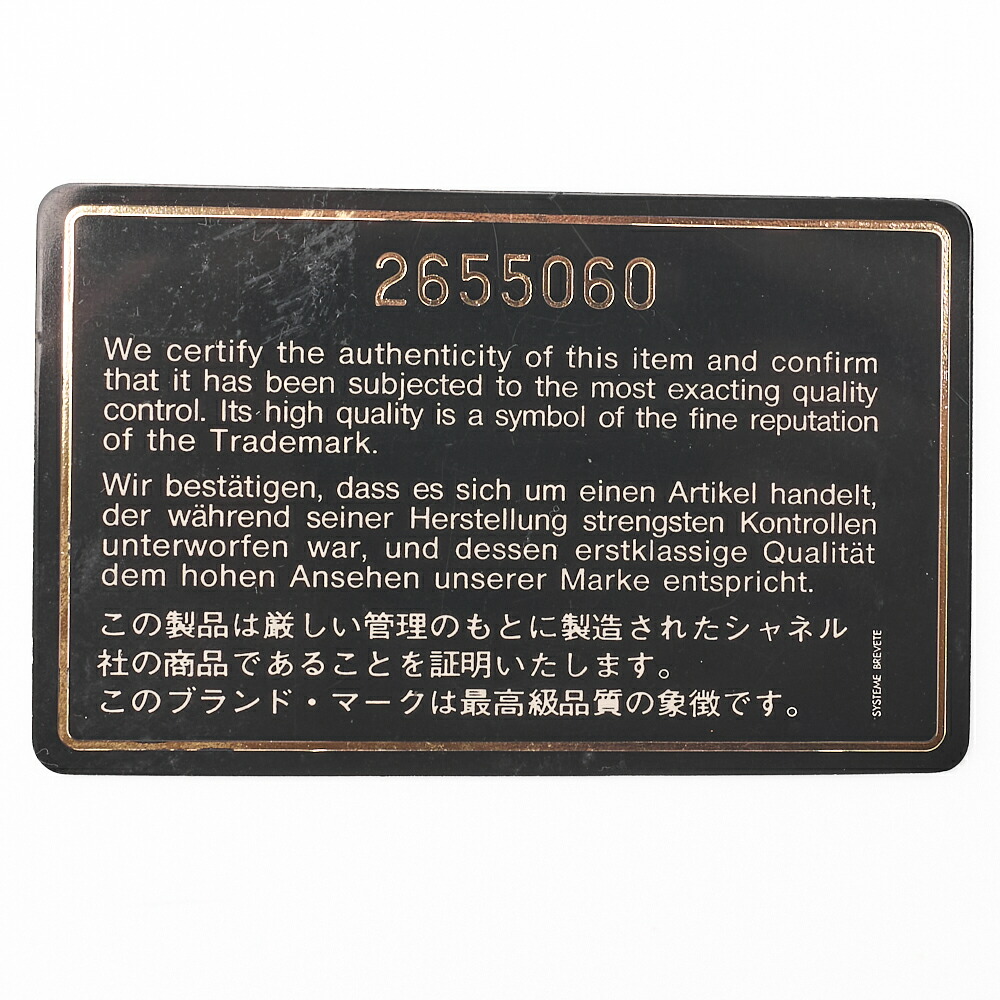 2655060
We certify the authenticity of this item and confirm
that it has been subjected to the most exacting quality
control. Its high quality is a symbol of the fine reputation
of the Trademark.
Wir bestätigen, dass es sich um einen Artikel handelt,
der während seiner Herstellung strengsten Kontrollen
unterworfen war, und dessen erstklassige Qualität
dem hohen Ansehen unserer Marke entspricht.
この製品は厳しい管理のもとに製造されたシャネル
社の商品であることを証明いたします。
このブランド・マークは最高級品質の象徴です。
SYSTEME BREVETE